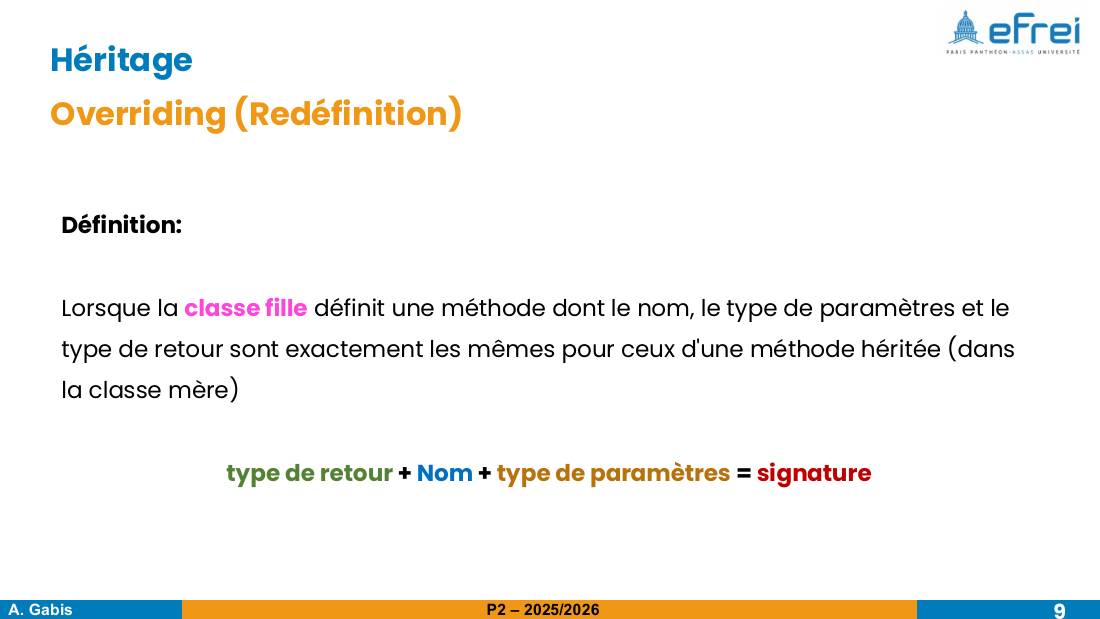 efrei
PARIS PANTHÉON-ASSAS UNIVERSITÉ
Héritage
Overriding (Redéfinition)
Définition:
Lorsque la classe fille définit une méthode dont le nom, le type de paramètres et le
type de retour sont exactement les mêmes pour ceux d'une méthode héritée (dans
la classe mère)
type de retour + Nom + type de paramètres = signature
A. Gabis
P2 – 2025/2026
9